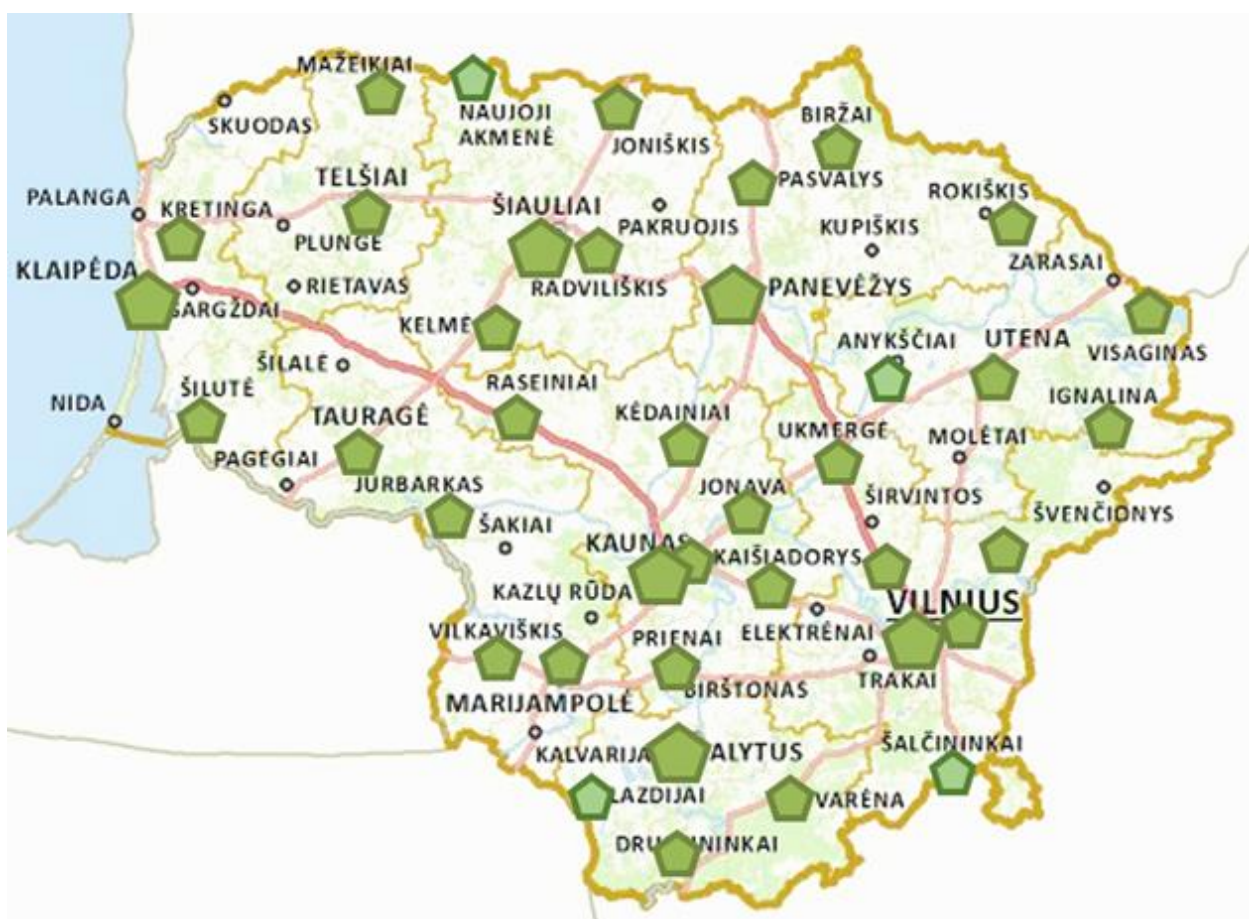 MAŽEIKIAI
SKUODAS
NAUJOJI
AKMENĖ
JONIŠKIS
BIRŽAI
PASVALYS
ROKIŠKIS
TELŠIAI
PALANGA
KRETINGA
PLUNGĖ
ŠIAULIAI
PAKRUOJIS
KUPIŠKIS
ZARASAI
KLAIPĖDA
GARGŽDAI
RIETAVAS
RADVILIŠKIS
PANEVĖŽYS
KELMĖ
ANYKŠČIAI
UTENA
VISAGINAS
ŠILALĖ
RASEINIAI
NIDA
ŠILUTĖ
TAURAGĖ
KĖDAINIAI
UKMERGĖ
MOLĖTAI
IGNALINA
PAGĖGIAI
JURBARKAS
JONAVA
ŠIRVINTOS
ŠVENČIONYS
ŠAKIAI
KAUNAS
KAIŠIADORYS
KAZLŲ RŪDA
VILNIUS
VILKAVIŠKIS
PRIENAI
ELEKTRĖNAI
BIRŠTONAS
TRAKAI
MARIJAMPOLĖ
KALVARIJA
ALYTUS
ŠALČININKAI
LAZDIJAI
VARĖNA